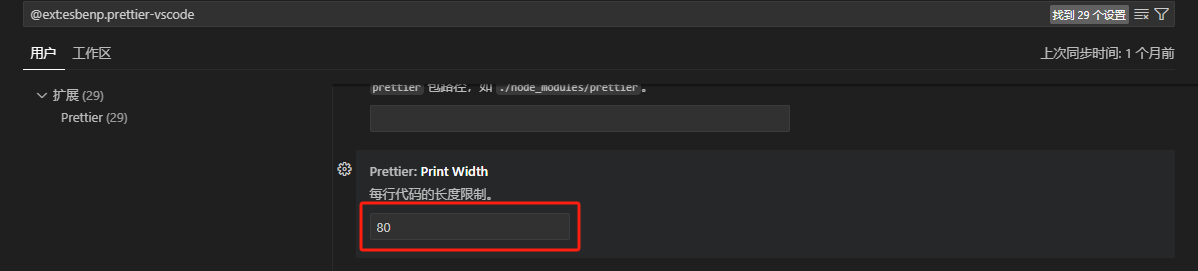 @ext:esbenp.prettier-vscode
找到 29 个设置
用户 工作区
上次同步时间: 1 个月前
扩展 (29)
Prettier (29)
prettier 包路径，如 ./node_modules/prettier。
Prettier: Print Width
每行代码的长度限制。
80